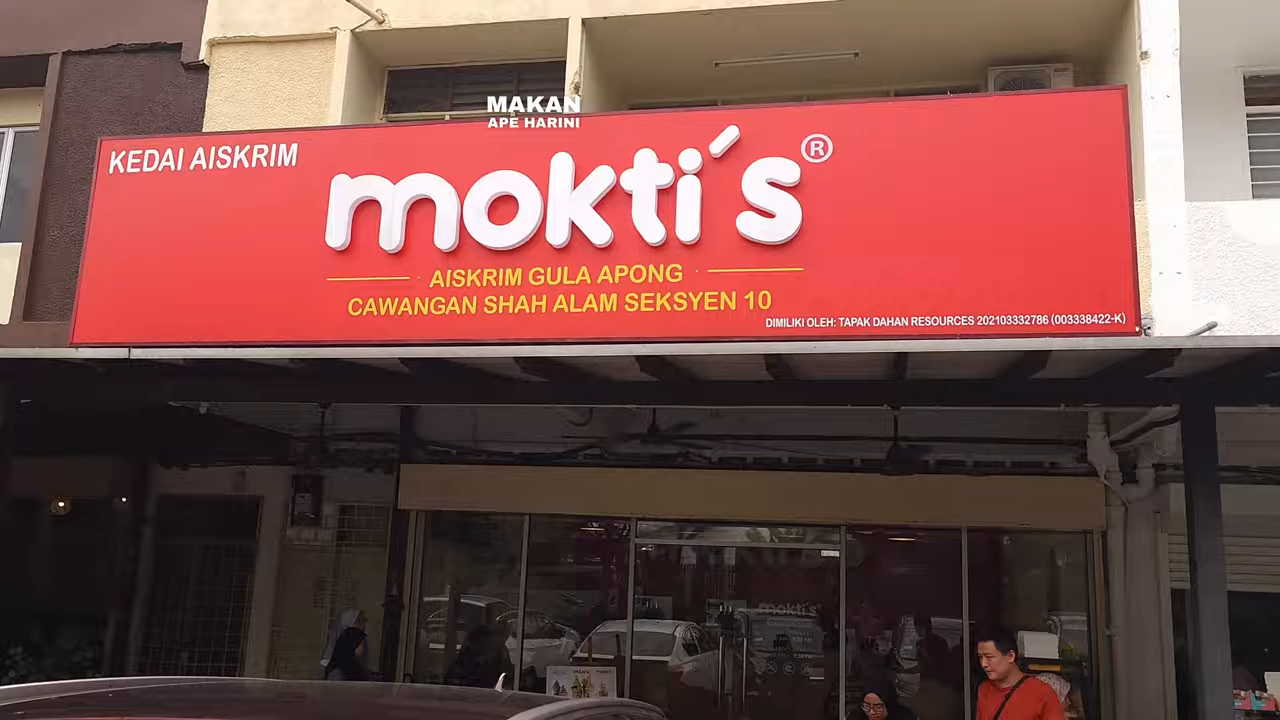 MAKAN
APE HARINI
KEDAI AISKRIM
mokti's®
AISKRIM GULA APONG
CAWANGAN SHAH ALAM SEKSYEN 10
DIMILIKI OLEH: TAPAK DAHAN RESOURCES 202103332786 (003338422-K)
mokti's